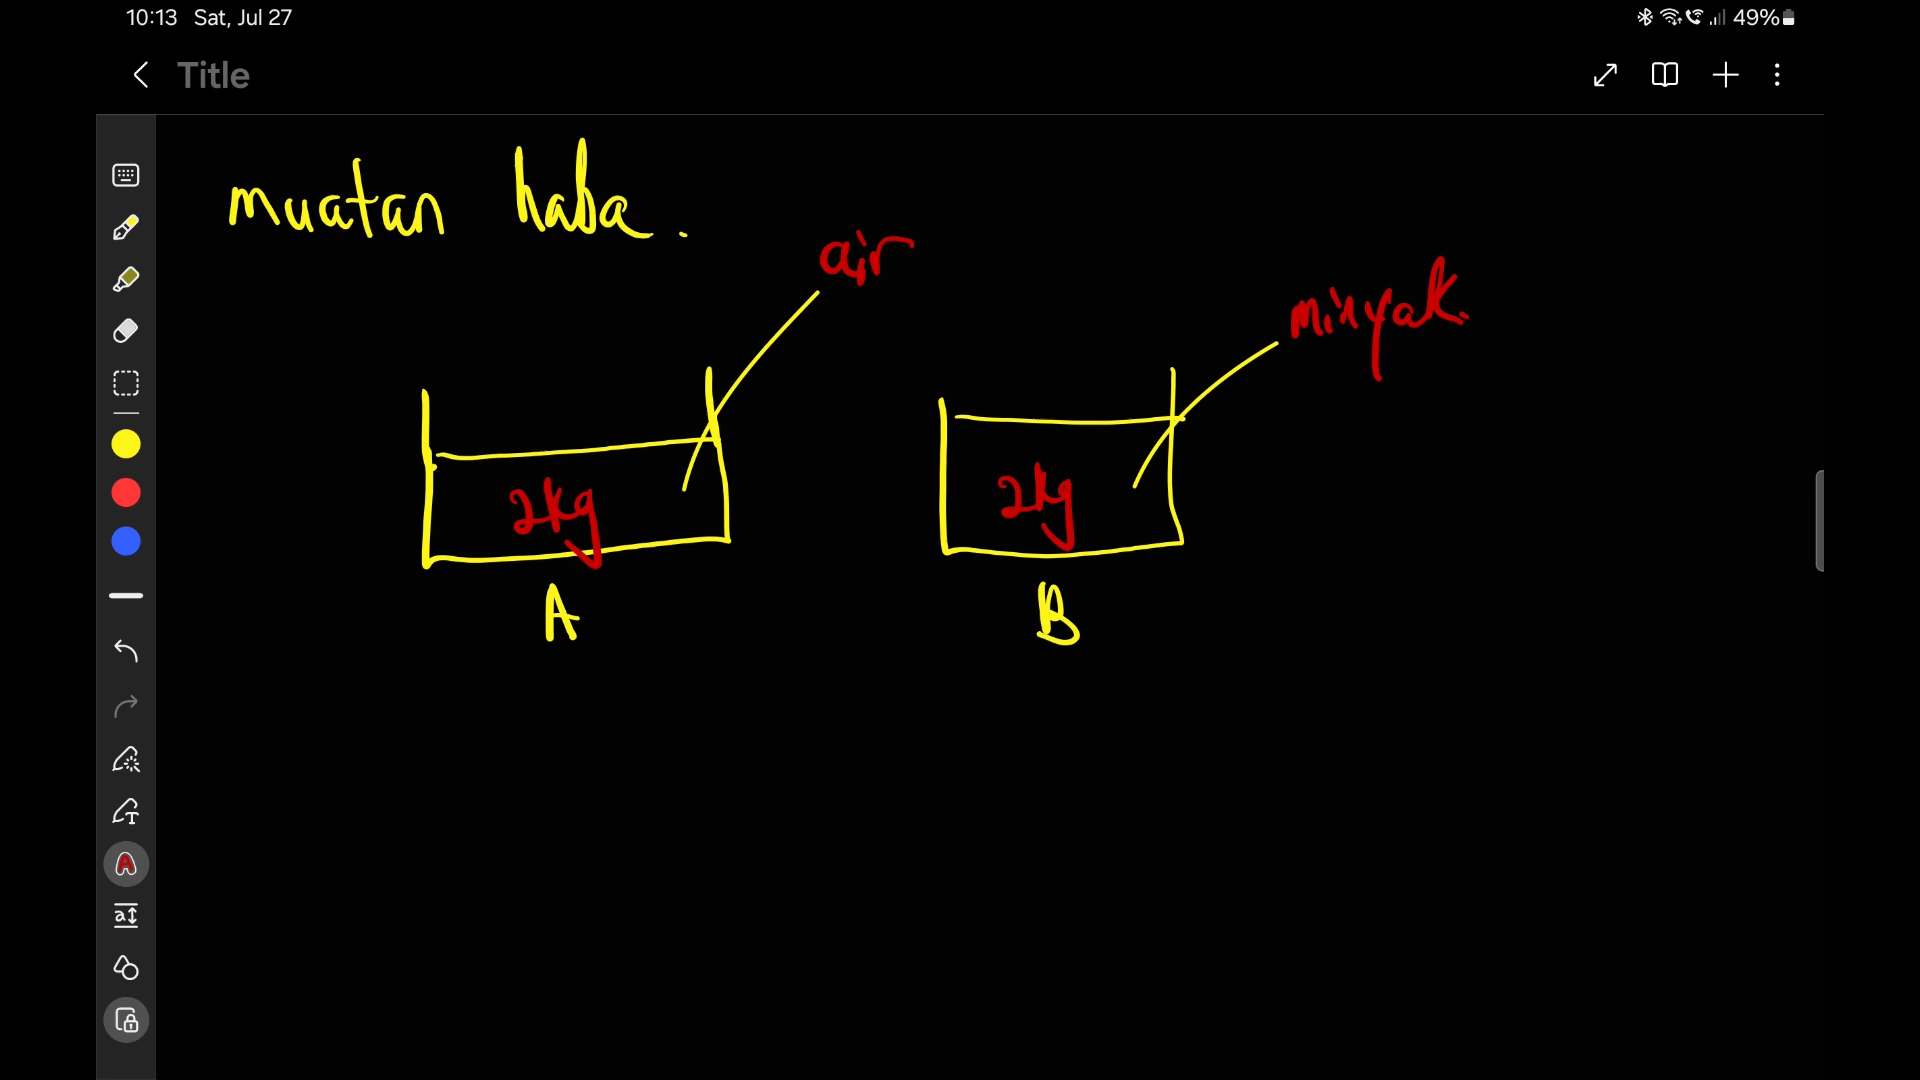 10:13 Sat, Jul 27
49%
Title
muatan haba.
air
minyak
2kg
2kg
A
B